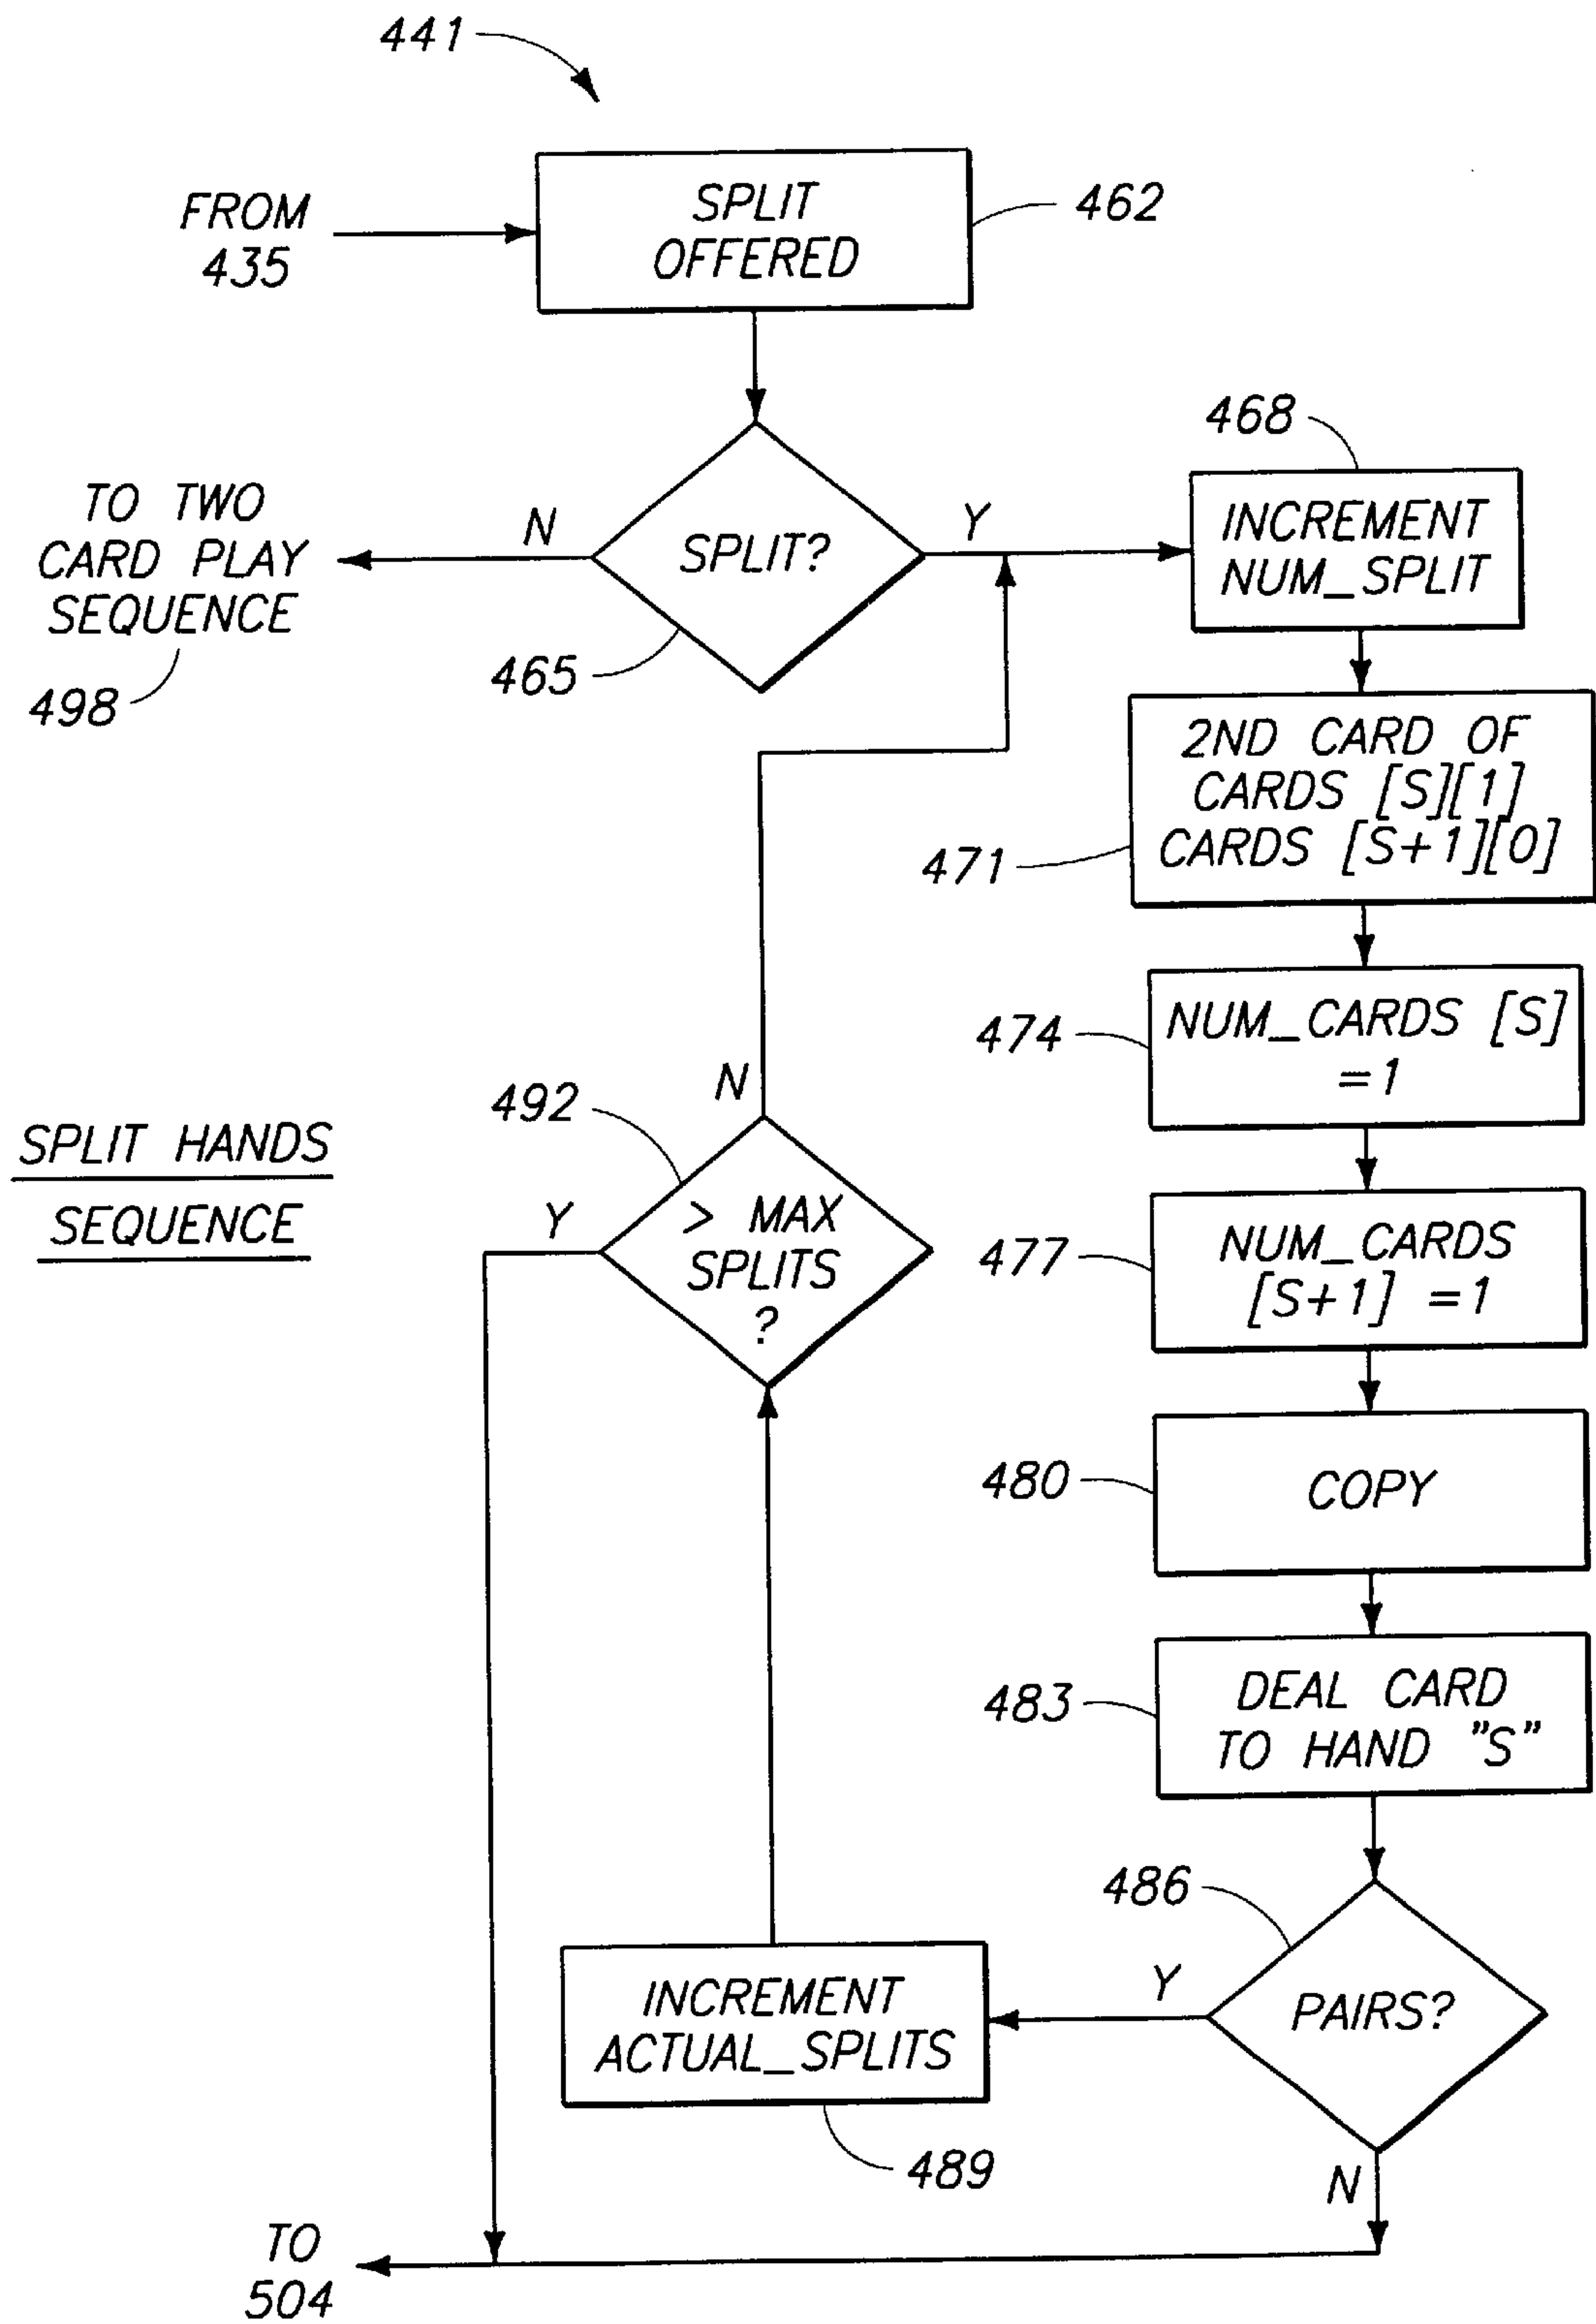 441
FROM
435
SPLIT
OFFERED
462
468
TO TWO
CARD PLAY
SEQUENCE
498
N
SPLIT?
Y
465
INCREMENT
NUM_SPLIT
2ND CARD OF
CARDS [S][1]
CARDS [S+1][0]
471
NUM_CARDS [S]
=1
474
SPLIT HANDS
SEQUENCE
492
N
Y
> MAX
SPLITS
?
NUM_CARDS
[S+1] =1
477
COPY
480
DEAL CARD
TO HAND "S"
483
486
PAIRS?
Y
N
INCREMENT
ACTUAL_SPLITS
489
TO
504